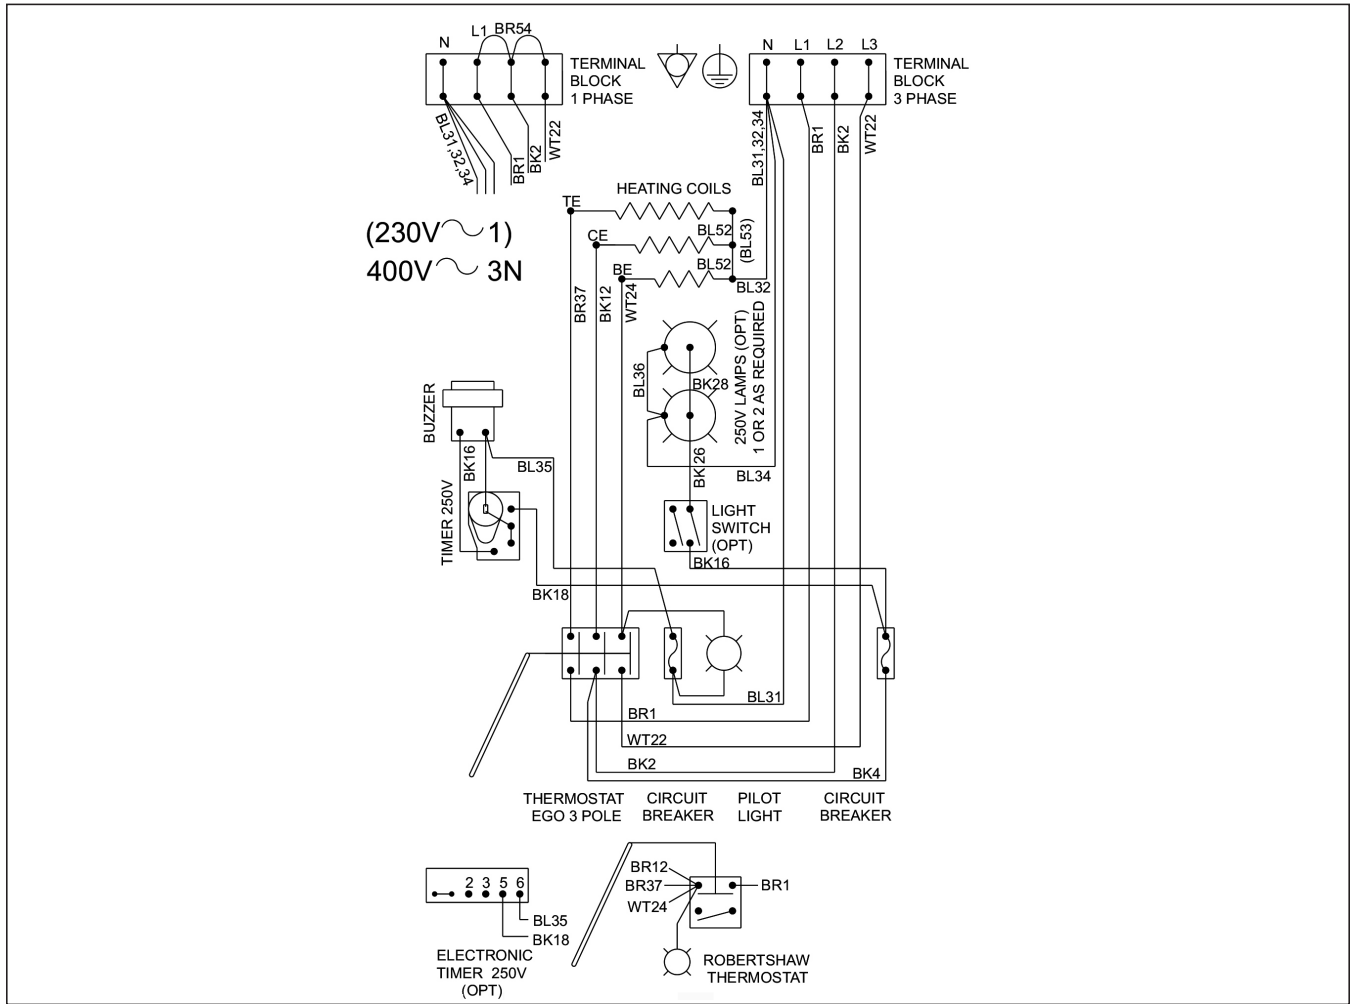 N
L1
BR54
TERMINAL
BLOCK
1 PHASE
BL31,32,34
BR1
BK2
WT22
N
L1
L2
L3
TERMINAL
BLOCK
3 PHASE
BL31,32,34
BR1
BK2
WT22
(230V 1)
400V 3N
HEATING COILS
TE
CE
BE
BL52
BL52
(BL53)
BL32
BR37
BK12
WT24
250V LAMPS (OPT)
1 OR 2 AS REQUIRED
BL36
BK28
BK26
BL34
BUZZER
BK16
BL35
TIMER 250V
LIGHT
SWITCH
(OPT)
BK16
BK18
BL31
BR1
WT22
BK2
BK4
THERMOSTAT
EGO 3 POLE
CIRCUIT
BREAKER
PILOT
LIGHT
CIRCUIT
BREAKER
2 3 5 6
BL35
BK18
ELECTRONIC
TIMER 250V
(OPT)
BR12
BR37
WT24
BR1
ROBERTSHAW
THERMOSTAT